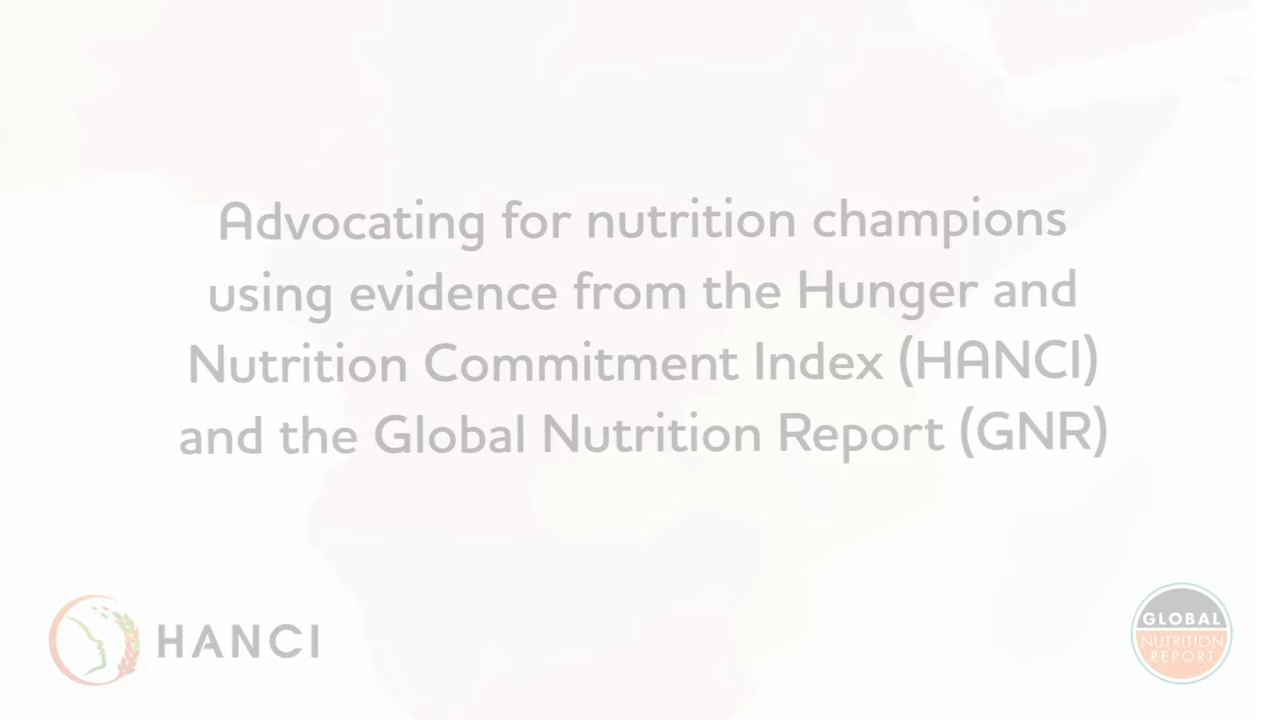 Advocating for nutrition champions
using evidence from the Hunger and
Nutrition Commitment Index (HANCI)
and the Global Nutrition Report (GNR)
HANCI
GLOBAL
NUTRITION
REPORT